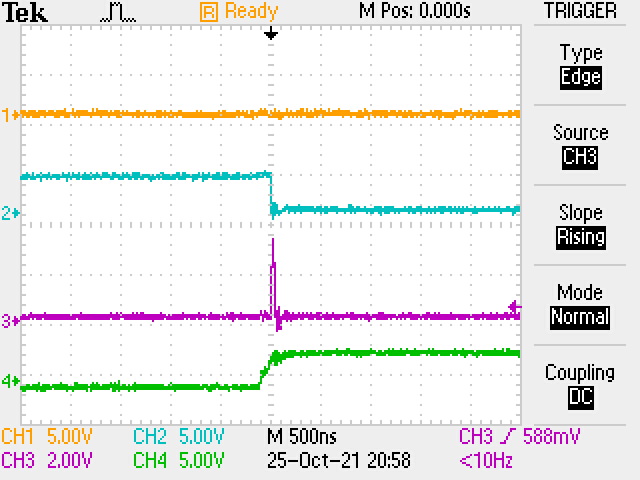 Tek R Ready M Pos: 0.000s TRIGGER
Type
Edge
Source
CH3
Slope
Rising
Mode
Normal
Coupling
DC
1
2
3
4
CH1 5.00V CH2 5.00V M 500ns CH3 588mV
CH3 2.00V CH4 5.00V 25-Oct-21 20:58 <10Hz